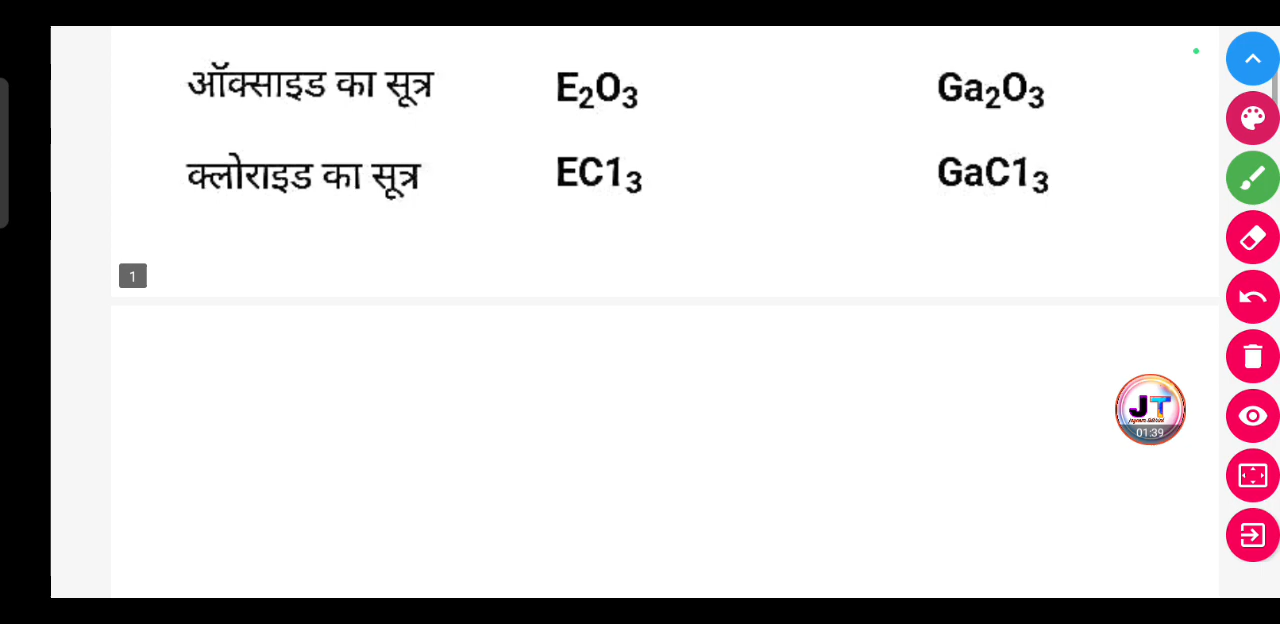 ऑक्साइड का सूत्र E₂O₃ Ga₂O₃
क्लोराइड का सूत्र EC1₃ GaC1₃
1
JT
01:39